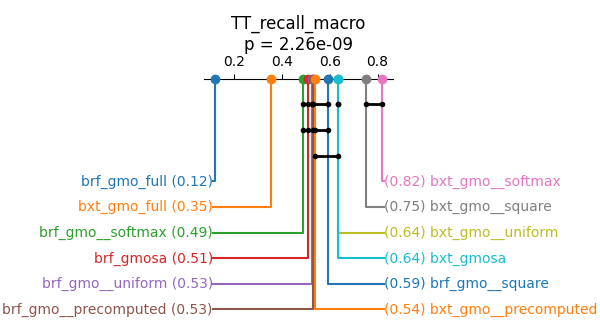 TT_recall_macro
p = 2.26e-09
0.2 0.4 0.6 0.8
brf_gmo_full (0.12)
(0.82) bxt_gmo__softmax
bxt_gmo_full (0.35)
(0.75) bxt_gmo__square
brf_gmo__softmax (0.49)
(0.64) bxt_gmo__uniform
brf_gmosa (0.51)
(0.64) bxt_gmosa
brf_gmo__uniform (0.53)
(0.59) brf_gmo__square
brf_gmo__precomputed (0.53)
(0.54) bxt_gmo__precomputed